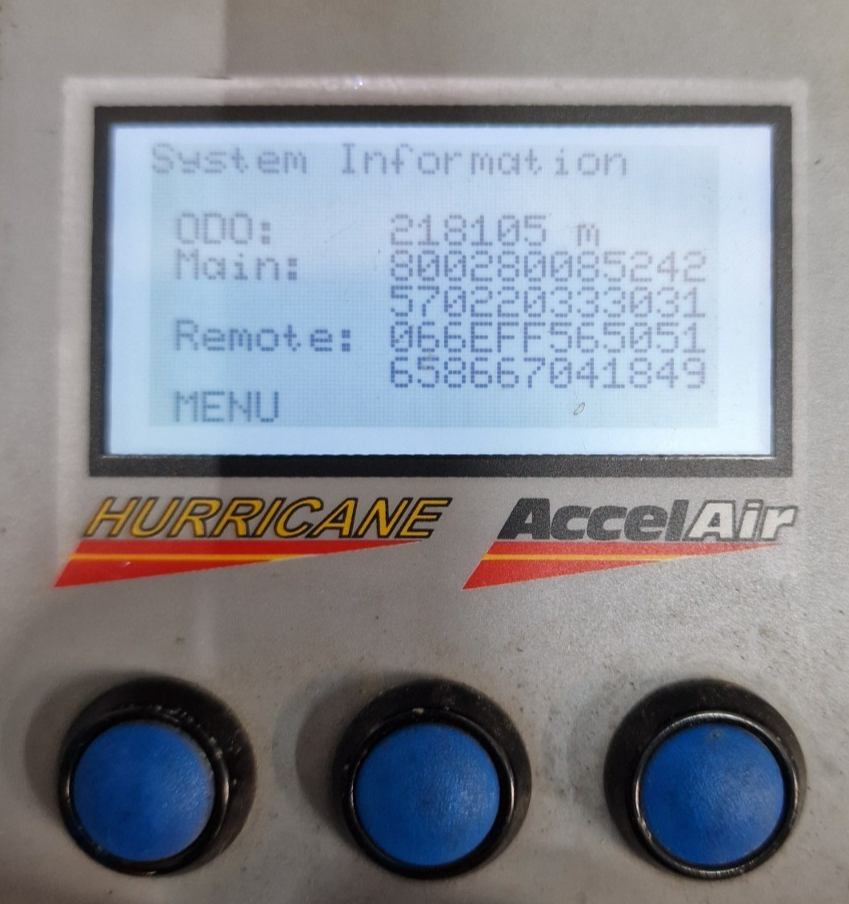 System Information
ODO: 218105 m
Main: 800280085242
570220333031
Remote: 066EFF565051
658667041849
MENU
HURRICANE AccelAir